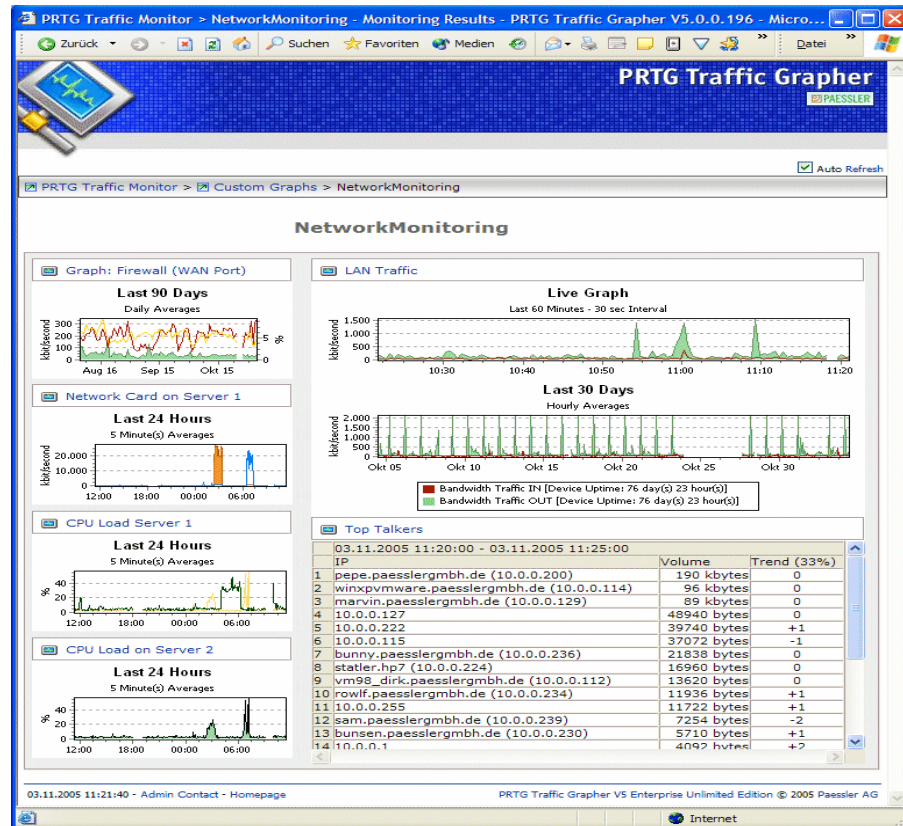 PRTG Traffic Monitor > NetworkMonitoring - Monitoring Results - PRTG Traffic Grapher V5.0.0.196 - Micro...
Zurück Suchen Favoriten Medien » Datei »
PRTG Traffic Grapher
PAESSLER
Auto Refresh
PRTG Traffic Monitor > Custom Graphs > NetworkMonitoring
NetworkMonitoring
Graph: Firewall (WAN Port)
Last 90 Days
Daily Averages
kbit/second
300
200
100
0
5
0
%
Aug 16 Sep 15 Okt 15
Network Card on Server 1
Last 24 Hours
5 Minute(s) Averages
kbit/second
20.000
10.000
0
12:00 18:00 00:00 06:00
CPU Load Server 1
Last 24 Hours
5 Minute(s) Averages
%
40
20
0
12:00 18:00 00:00 06:00
CPU Load on Server 2
Last 24 Hours
5 Minute(s) Averages
%
40
20
0
12:00 18:00 00:00 06:00
LAN Traffic
Live Graph
Last 60 Minutes - 30 sec Interval
kbit/second
1.500
1.000
500
0
10:30 10:40 10:50 11:00 11:10 11:20
Last 30 Days
Hourly Averages
kbit/second
2.000
1.500
1.000
500
0
Okt 05 Okt 10 Okt 15 Okt 20 Okt 25 Okt 30
Bandwidth Traffic IN [Device Uptime: 76 day(s) 23 hour(s)]
Bandwidth Traffic OUT [Device Uptime: 76 day(s) 23 hour(s)]
Top Talkers
03.11.2005 11:20:00 - 03.11.2005 11:25:00
IP Volume Trend (33%)
1 pepe.paesslergmbh.de (10.0.0.200) 190 kbytes 0
2 winxpvmware.paesslergmbh.de (10.0.0.114) 96 kbytes 0
3 marvin.paesslergmbh.de (10.0.0.129) 89 kbytes 0
4 10.0.0.127 48940 bytes 0
5 10.0.0.222 39740 bytes +1
6 10.0.0.115 37072 bytes -1
7 bunny.paesslergmbh.de (10.0.0.236) 21838 bytes 0
8 statler.hp7 (10.0.0.224) 16960 bytes 0
9 vm98_dirk.paesslergmbh.de (10.0.0.112) 13620 bytes 0
10 rowlf.paesslergmbh.de (10.0.0.234) 11936 bytes +1
11 10.0.0.255 11722 bytes +1
12 sam.paesslergmbh.de (10.0.0.239) 7254 bytes -2
13 bunsen.paesslergmbh.de (10.0.0.230) 5710 bytes +1
14 10.0.0.1 4092 bytes +2
03.11.2005 11:21:40 - Admin Contact - Homepage
PRTG Traffic Grapher V5 Enterprise Unlimited Edition © 2005 Paessler AG
Internet